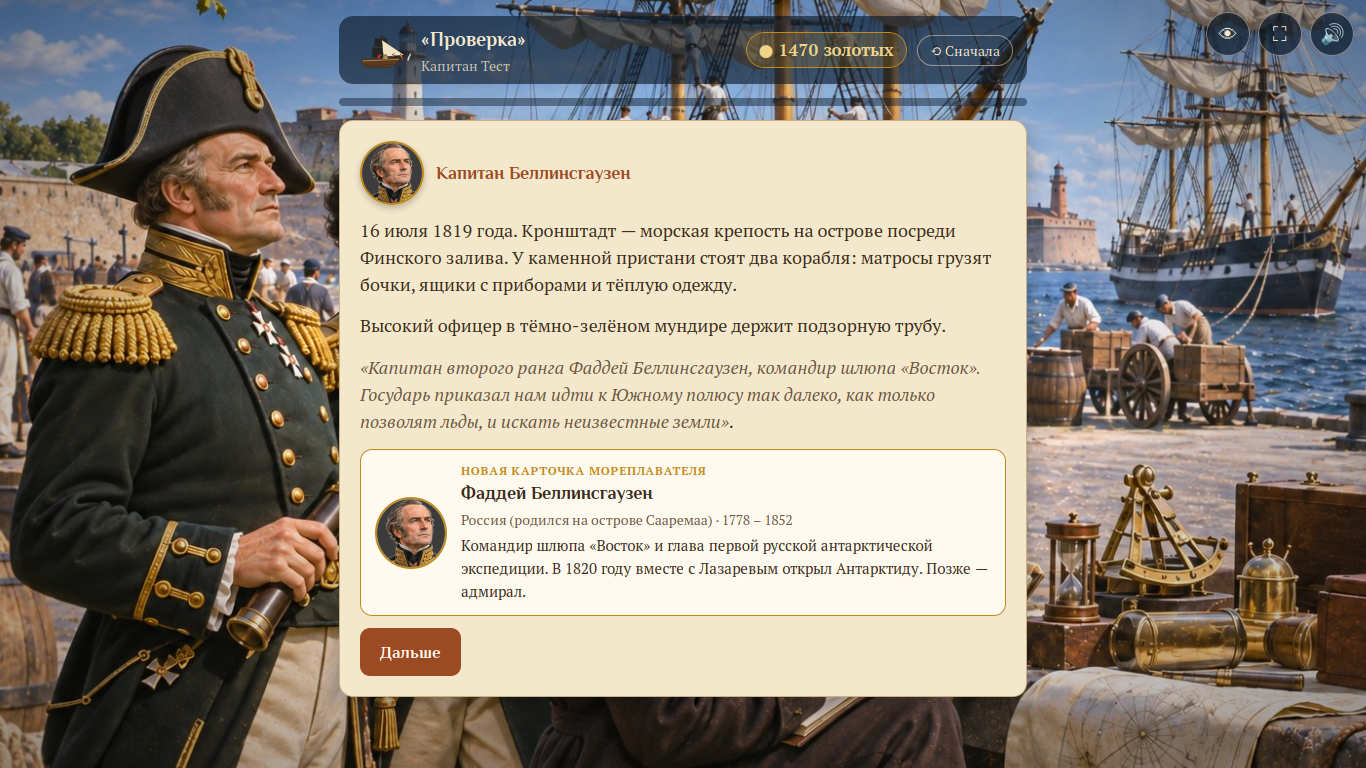 «Проверка»
Капитан Тест
1470 золотых
⟲ Сначала
Капитан Беллинсгаузен
16 июля 1819 года. Кронштадт — морская крепость на острове посреди
Финского залива. У каменной пристани стоят два корабля: матросы грузят
бочки, ящики с приборами и тёплую одежду.
Высокий офицер в тёмно-зелёном мундире держит подзорную трубу.
«Капитан второго ранга Фаддей Беллинсгаузен, командир шлюпа «Восток».
Государь приказал нам идти к Южному полюсу так далеко, как только
позволят льды, и искать неизвестные земли».
НОВАЯ КАРТОЧКА МОРЕПЛАВАТЕЛЯ
Фаддей Беллинсгаузен
Россия (родился на острове Сааремаа) · 1778 – 1852
Командир шлюпа «Восток» и глава первой русской антарктической
экспедиции. В 1820 году вместе с Лазаревым открыл Антарктиду. Позже —
адмирал.
Дальше